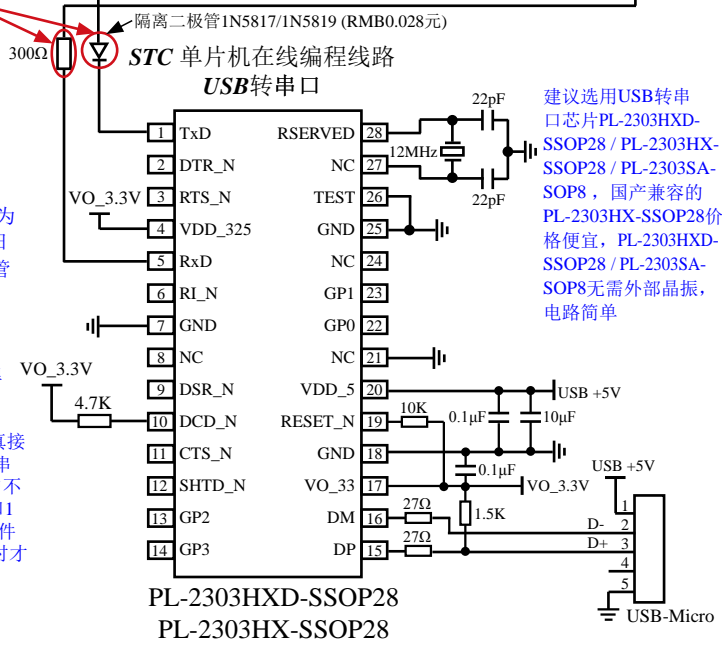 隔离二极管1N5817/1N5819 (RMB0.028元)
300Ω
STC 单片机在线编程线路
USB转串口
1 TxD
2 DTR_N
3 RTS_N
4 VDD_325
5 RxD
6 RI_N
7 GND
8 NC
9 DSR_N
10 DCD_N
11 CTS_N
12 SHTD_N
13 GP2
14 GP3
RSERVED 28
NC 27
TEST 26
GND 25
NC 24
GP1 23
GP0 22
NC 21
VDD_5 20
RESET_N 19
GND 18
VO_33 17
DM 16
DP 15
VO_3.3V
VO_3.3V
4.7K
22pF
12MHz
22pF
10K
0.1μF
10μF
USB +5V
0.1μF
VO_3.3V
27Ω
27Ω
1.5K
USB +5V
D-
D+
1
2
3
4
5
USB-Micro
建议选用USB转串
口芯片PL-2303HXD-
SSOP28 / PL-2303HX-
SSOP28 / PL-2303SA-
SOP8 ，国产兼容的
PL-2303HX-SSOP28价
格便宜，PL-2303HXD-
SSOP28 / PL-2303SA-
SOP8无需外部晶振，
电路简单
为
管
接
串
不
件
才
PL-2303HXD-SSOP28
PL-2303HX-SSOP28